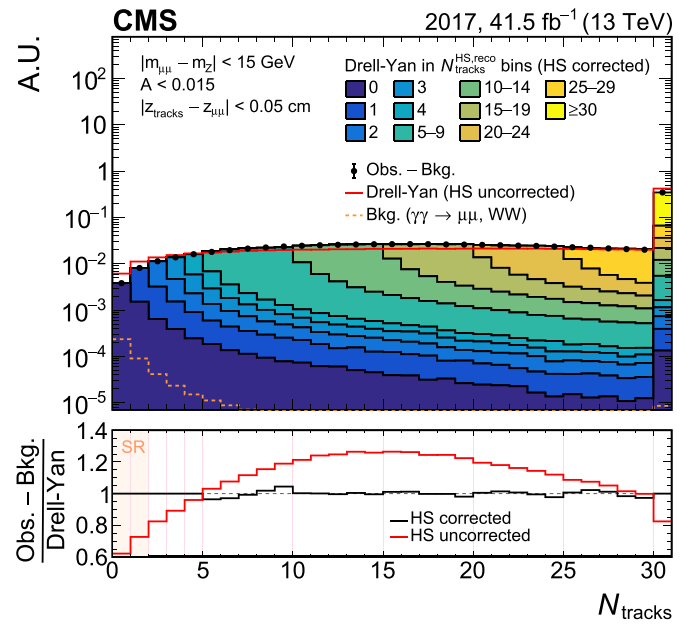 CMS 2017, 41.5 fb⁻¹ (13 TeV)
A.U.
|m_μμ − m_Z| < 15 GeV
A < 0.015
|z_tracks − z_μμ| < 0.05 cm
Drell-Yan in N_tracks^HS,reco bins (HS corrected)
0 3 10−14 25−29
1 4 15−19 ≥30
2 5−9 20−24
Obs. − Bkg.
Drell-Yan (HS uncorrected)
Bkg. (γγ → μμ, WW)
10²
10
1
10⁻¹
10⁻²
10⁻³
10⁻⁴
10⁻⁵
Obs. − Bkg.
Drell-Yan
1.4
1.2
1.0
0.8
0.6
SR
HS corrected
HS uncorrected
0 5 10 15 20 25 30
N_tracks